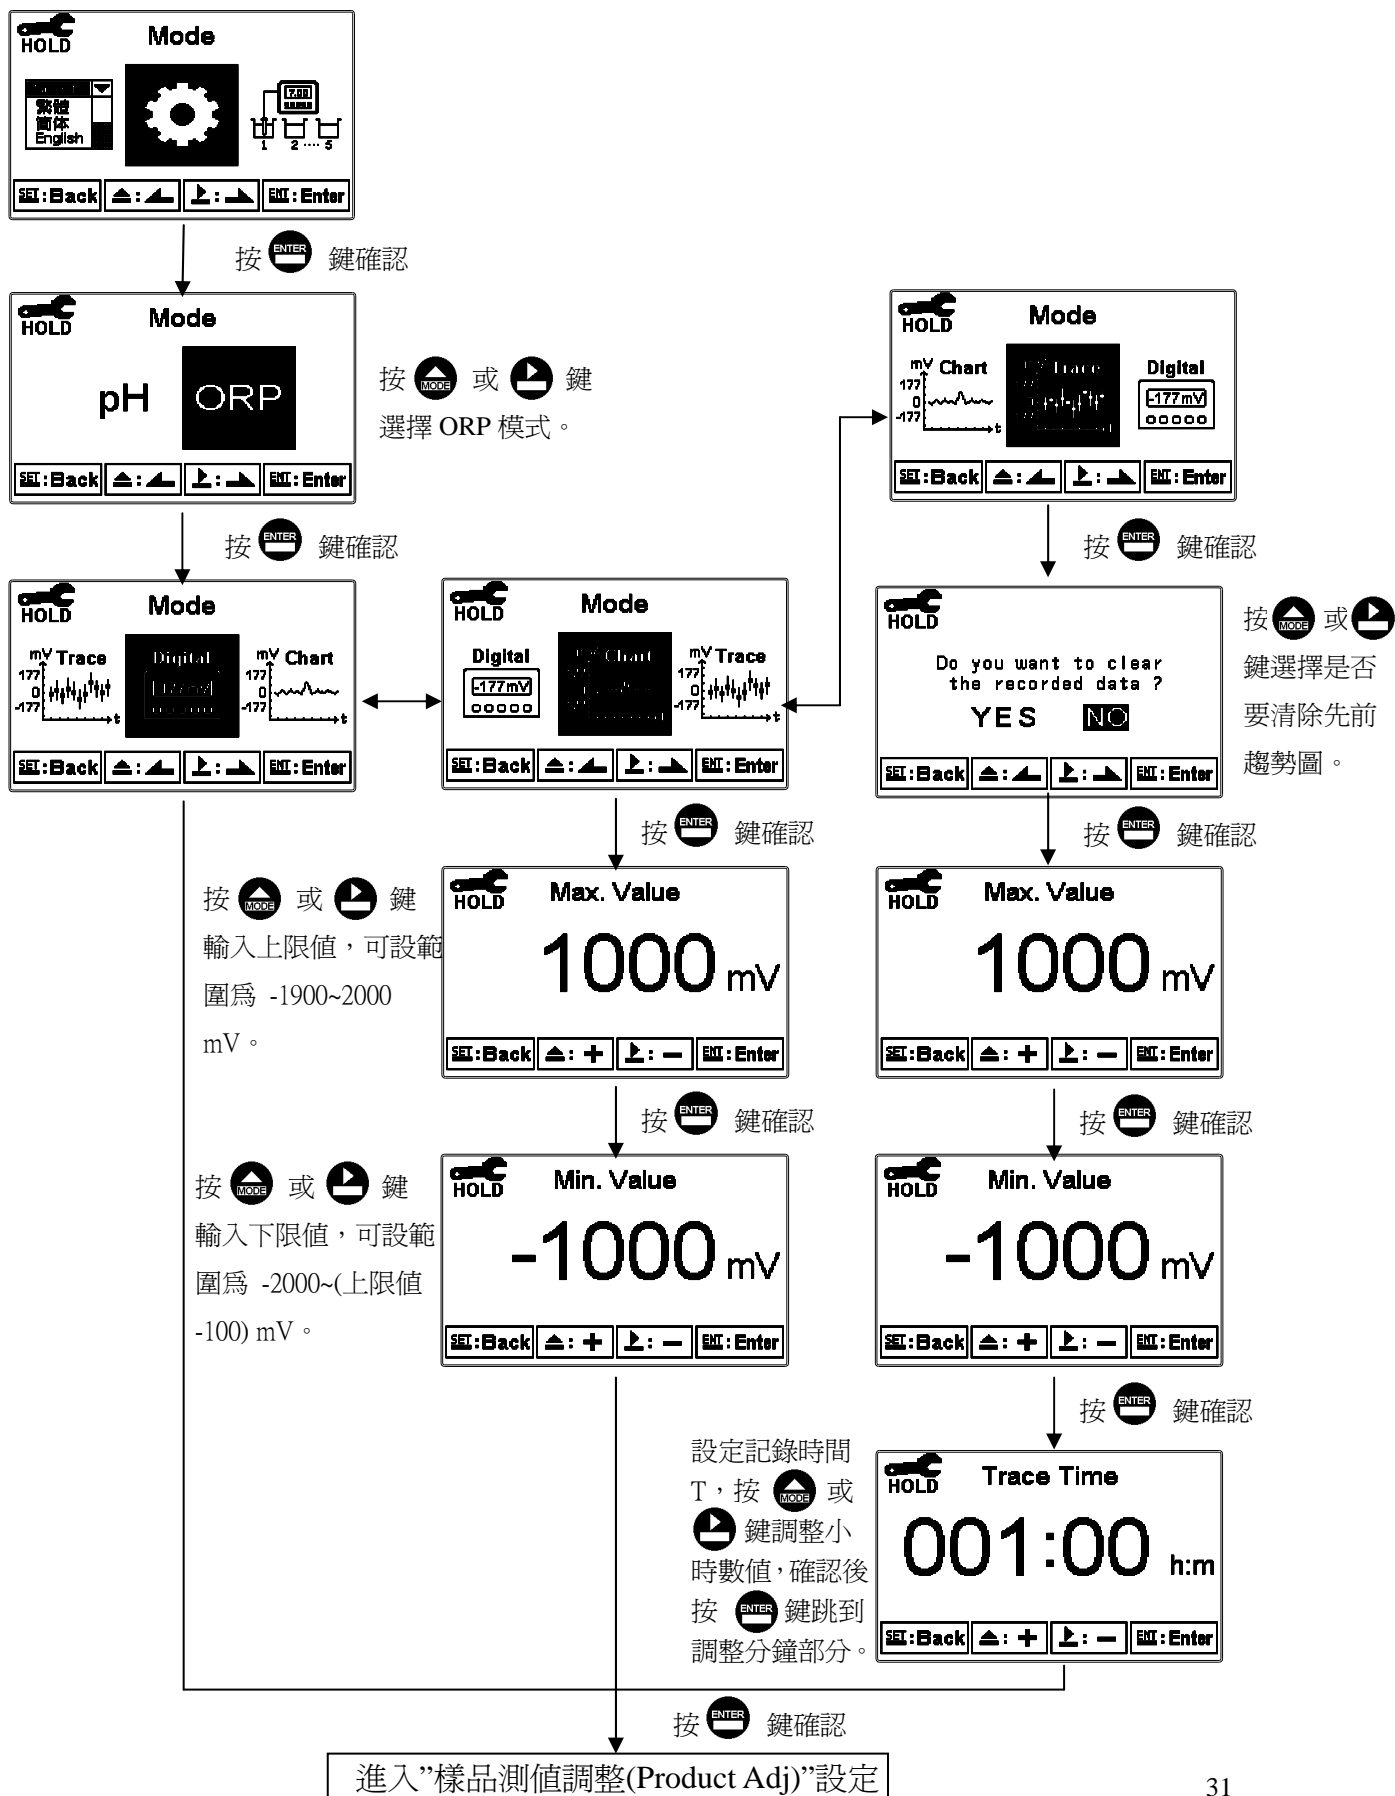 HOLD
Mode
繁體
简体
English
7.00
1 2 ···· 5
SET:Back
ENT:Enter
按 ENTER 鍵確認
HOLD
Mode
pH ORP
SET:Back
ENT:Enter
按 MODE 或 鍵
選擇 ORP 模式。
按 ENTER 鍵確認
HOLD
Mode
mV Trace
177
0
-177
t
Digital
-177mV
mV Chart
177
0
-177
t
SET:Back
ENT:Enter
HOLD
Mode
Digital
-177mV
Chart
mV Trace
177
0
-177
t
SET:Back
ENT:Enter
HOLD
Mode
mV Chart
177
0
-177
t
Trace
Digital
-177mV
SET:Back
ENT:Enter
按 ENTER 鍵確認
HOLD
Do you want to clear
the recorded data ?
YES NO
SET:Back
ENT:Enter
按 MODE 或
鍵選擇是否
要清除先前
趨勢圖。
按 ENTER 鍵確認
按 ENTER 鍵確認
按 MODE 或 鍵
輸入上限值，可設範
圍為 -1900~2000
mV。
HOLD
Max. Value
1000 mV
SET:Back : + : − ENT:Enter
HOLD
Max. Value
1000 mV
SET:Back : + : − ENT:Enter
按 ENTER 鍵確認
按 ENTER 鍵確認
按 MODE 或 鍵
輸入下限值，可設範
圍為 -2000~(上限值
-100) mV。
HOLD
Min. Value
-1000 mV
SET:Back : + : − ENT:Enter
HOLD
Min. Value
-1000 mV
SET:Back : + : − ENT:Enter
按 ENTER 鍵確認
設定記錄時間
T，按 MODE 或
鍵調整小
時數值，確認後
按 ENTER 鍵跳到
調整分鐘部分。
HOLD
Trace Time
001:00 h:m
SET:Back : + : − ENT:Enter
按 ENTER 鍵確認
進入”樣品測值調整(Product Adj)”設定
31